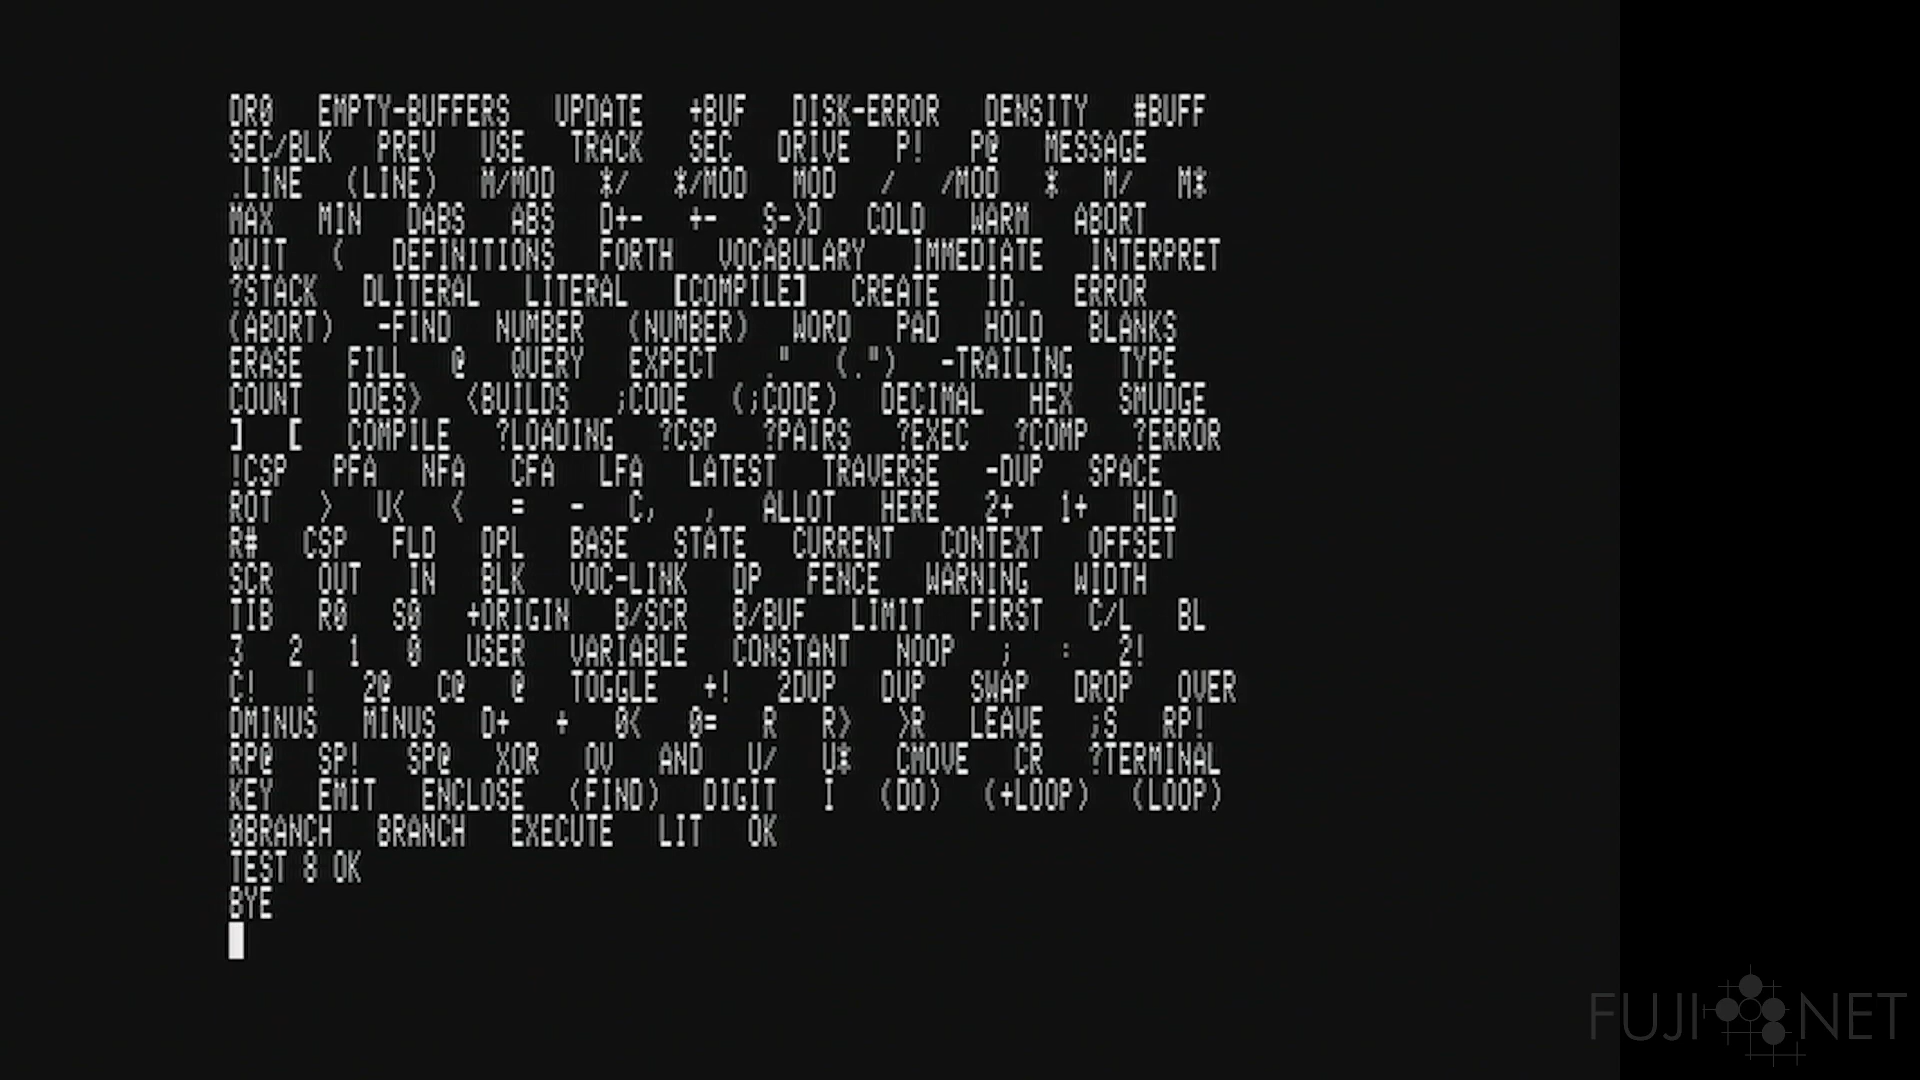 DR0 EMPTY-BUFFERS UPDATE +BUF DISK-ERROR DENSITY #BUFF
SEC/BLK PREV USE TRACK SEC DRIVE P! P@ MESSAGE
.LINE (LINE) M/MOD */ */MOD MOD / /MOD * M/ M*
MAX MIN DABS ABS D+- +- S->D COLD WARM ABORT
QUIT ( DEFINITIONS FORTH VOCABULARY IMMEDIATE INTERPRET
?STACK DLITERAL LITERAL [COMPILE] CREATE ID. ERROR
(ABORT) -FIND NUMBER (NUMBER) WORD PAD HOLD BLANKS
ERASE FILL @ QUERY EXPECT ." (.") -TRAILING TYPE
COUNT DOES> <BUILDS ;CODE (;CODE) DECIMAL HEX SMUDGE
] [ COMPILE ?LOADING ?CSP ?PAIRS ?EXEC ?COMP ?ERROR
!CSP PFA NFA CFA LFA LATEST TRAVERSE -DUP SPACE
ROT > U< < = - C, , ALLOT HERE 2+ 1+ HLD
R# CSP FLD DPL BASE STATE CURRENT CONTEXT OFFSET
SCR OUT IN BLK VOC-LINK DP FENCE WARNING WIDTH
TIB R0 S0 +ORIGIN B/SCR B/BUF LIMIT FIRST C/L BL
3 2 1 0 USER VARIABLE CONSTANT NOOP ; : 2!
C! ! 2@ C@ @ TOGGLE +! 2DUP DUP SWAP DROP OVER
DMINUS MINUS D+ + 0< 0= R R> >R LEAVE ;S RP!
RP@ SP! SP@ XOR OV AND U/ U* CMOVE CR ?TERMINAL
KEY EMIT ENCLOSE (FIND) DIGIT I (DO) (+LOOP) (LOOP)
0BRANCH BRANCH EXECUTE LIT OK
TEST 8 OK
BYE
FUJINET